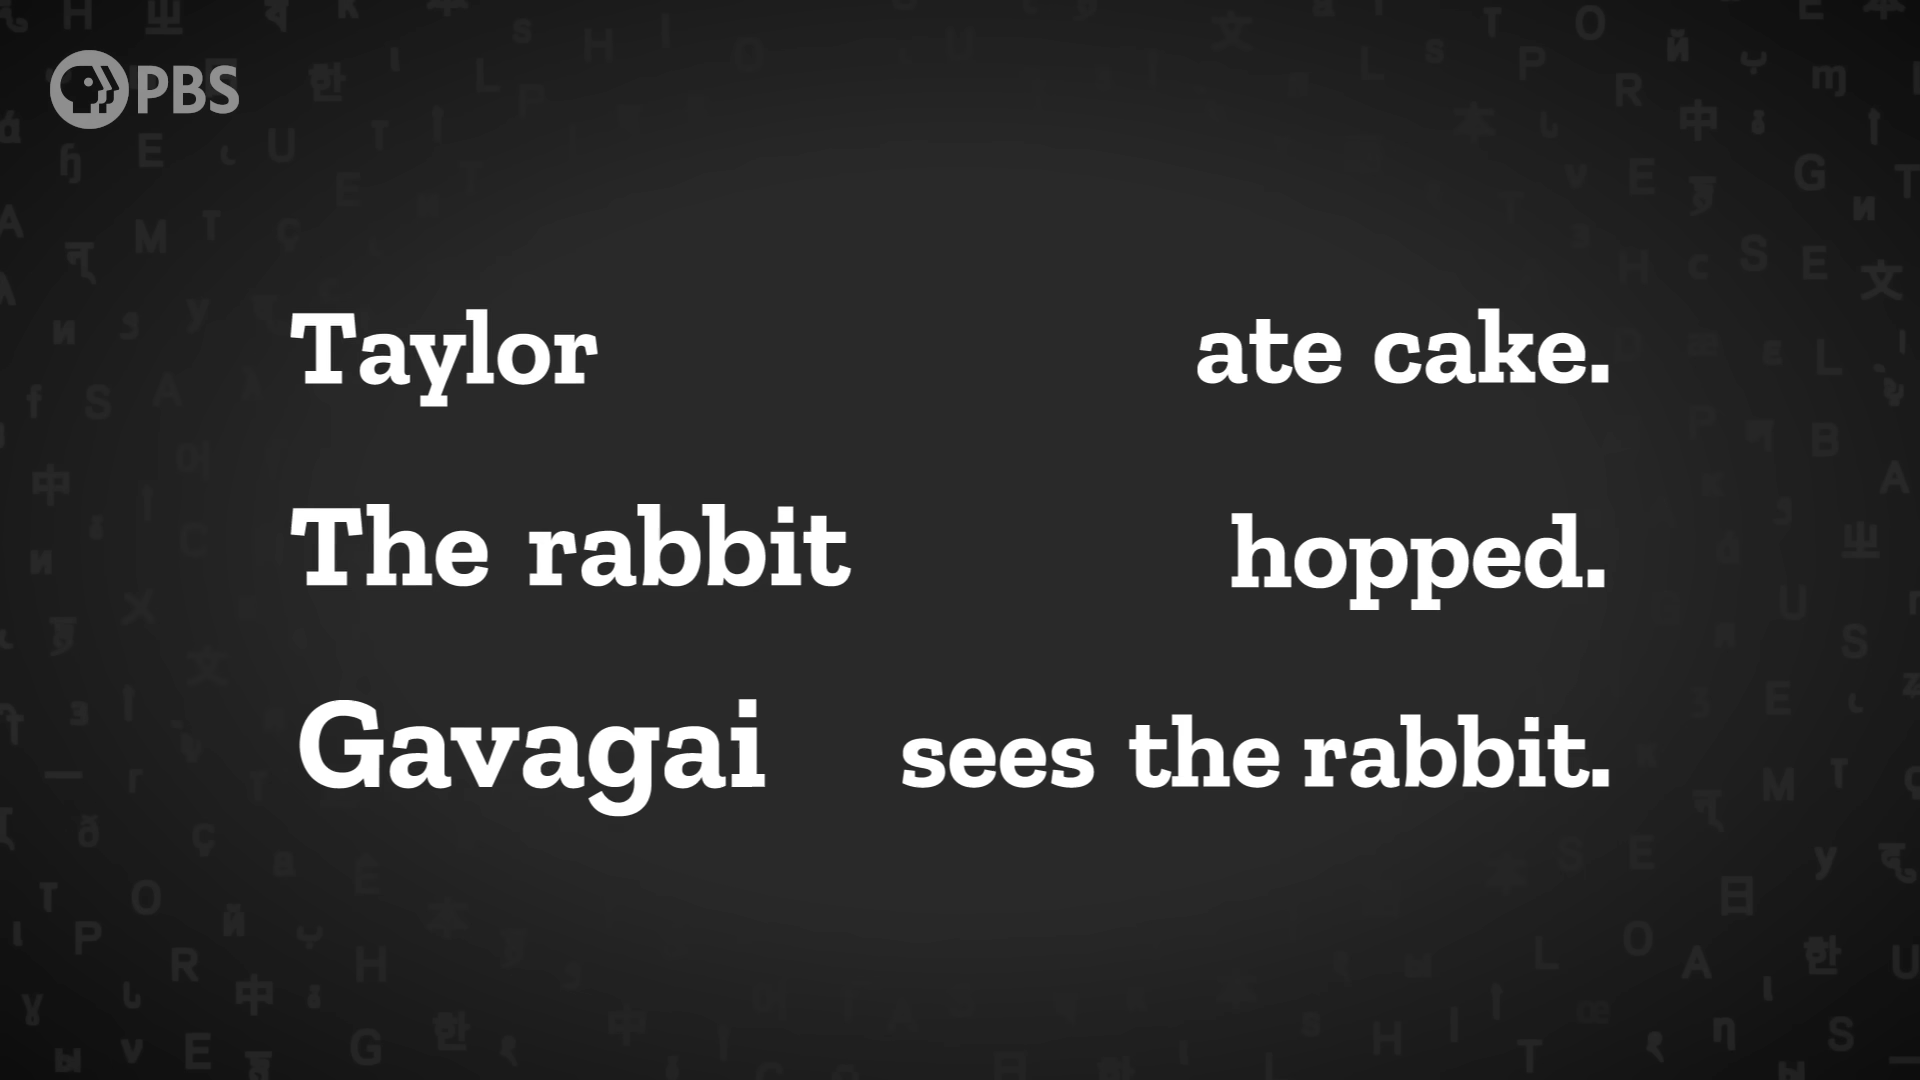 PBS
Taylor ate cake.
The rabbit hopped.
Gavagai sees the rabbit.